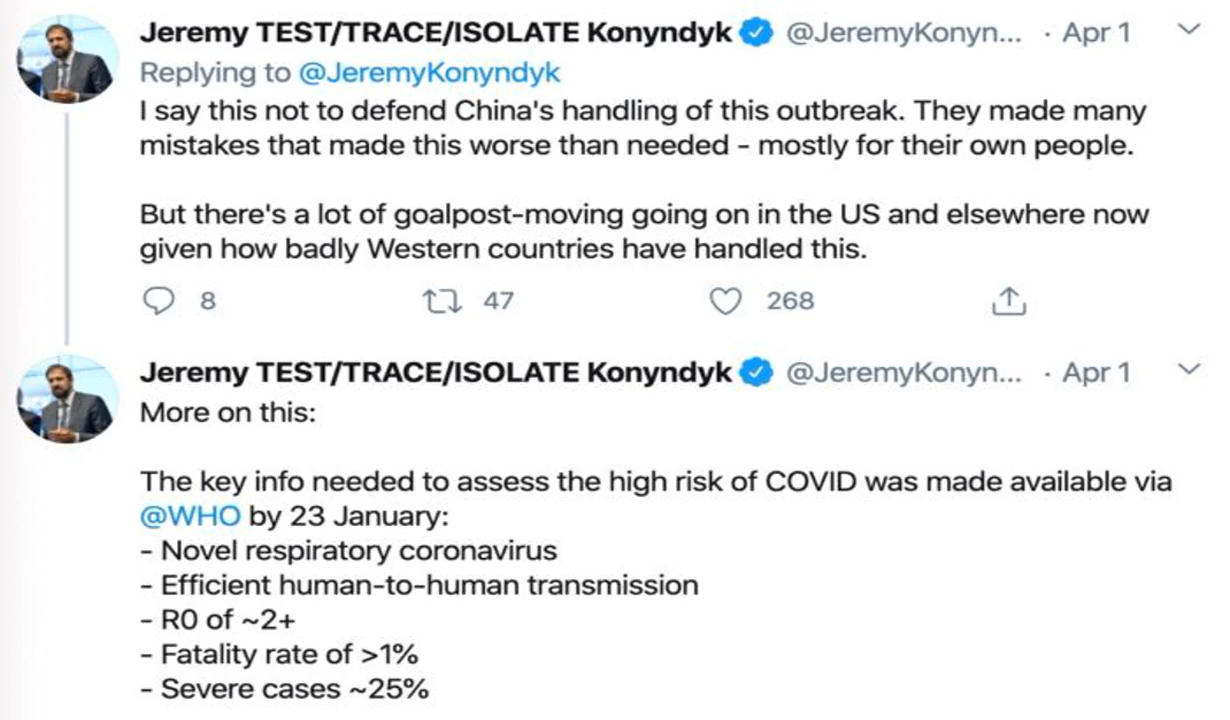 Jeremy TEST/TRACE/ISOLATE Konyndyk @JeremyKonyn... · Apr 1
Replying to @JeremyKonyndyk
I say this not to defend China's handling of this outbreak. They made many
mistakes that made this worse than needed - mostly for their own people.
But there's a lot of goalpost-moving going on in the US and elsewhere now
given how badly Western countries have handled this.
8 47 268
Jeremy TEST/TRACE/ISOLATE Konyndyk @JeremyKonyn... · Apr 1
More on this:
The key info needed to assess the high risk of COVID was made available via
@WHO by 23 January:
- Novel respiratory coronavirus
- Efficient human-to-human transmission
- R0 of ~2+
- Fatality rate of >1%
- Severe cases ~25%